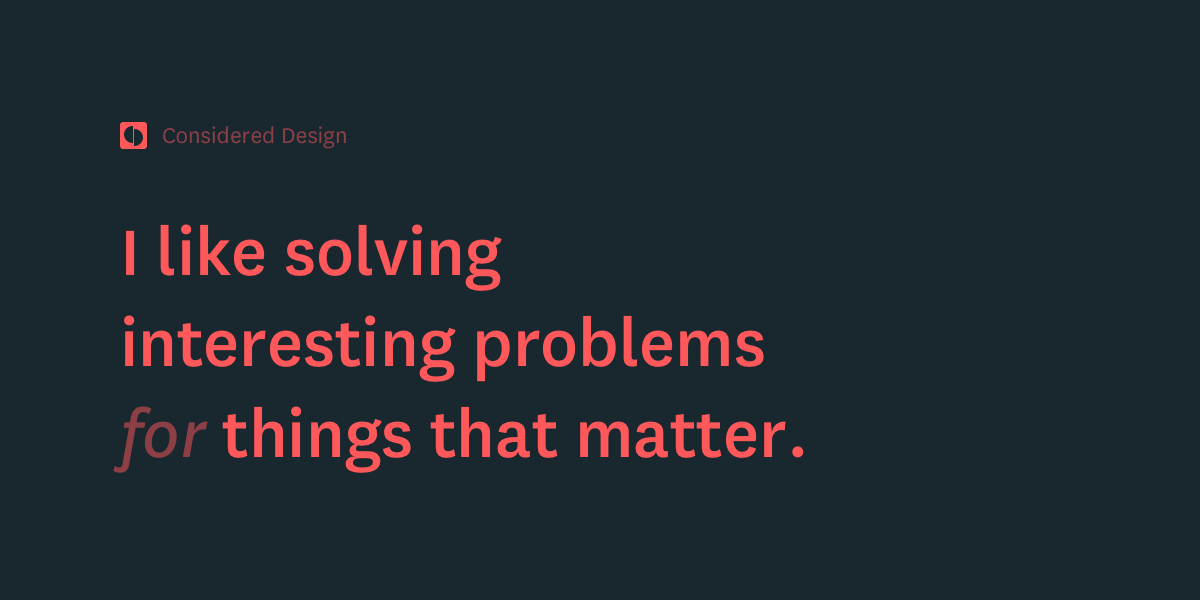 Considered Design
I like solving
interesting problems
for things that matter.